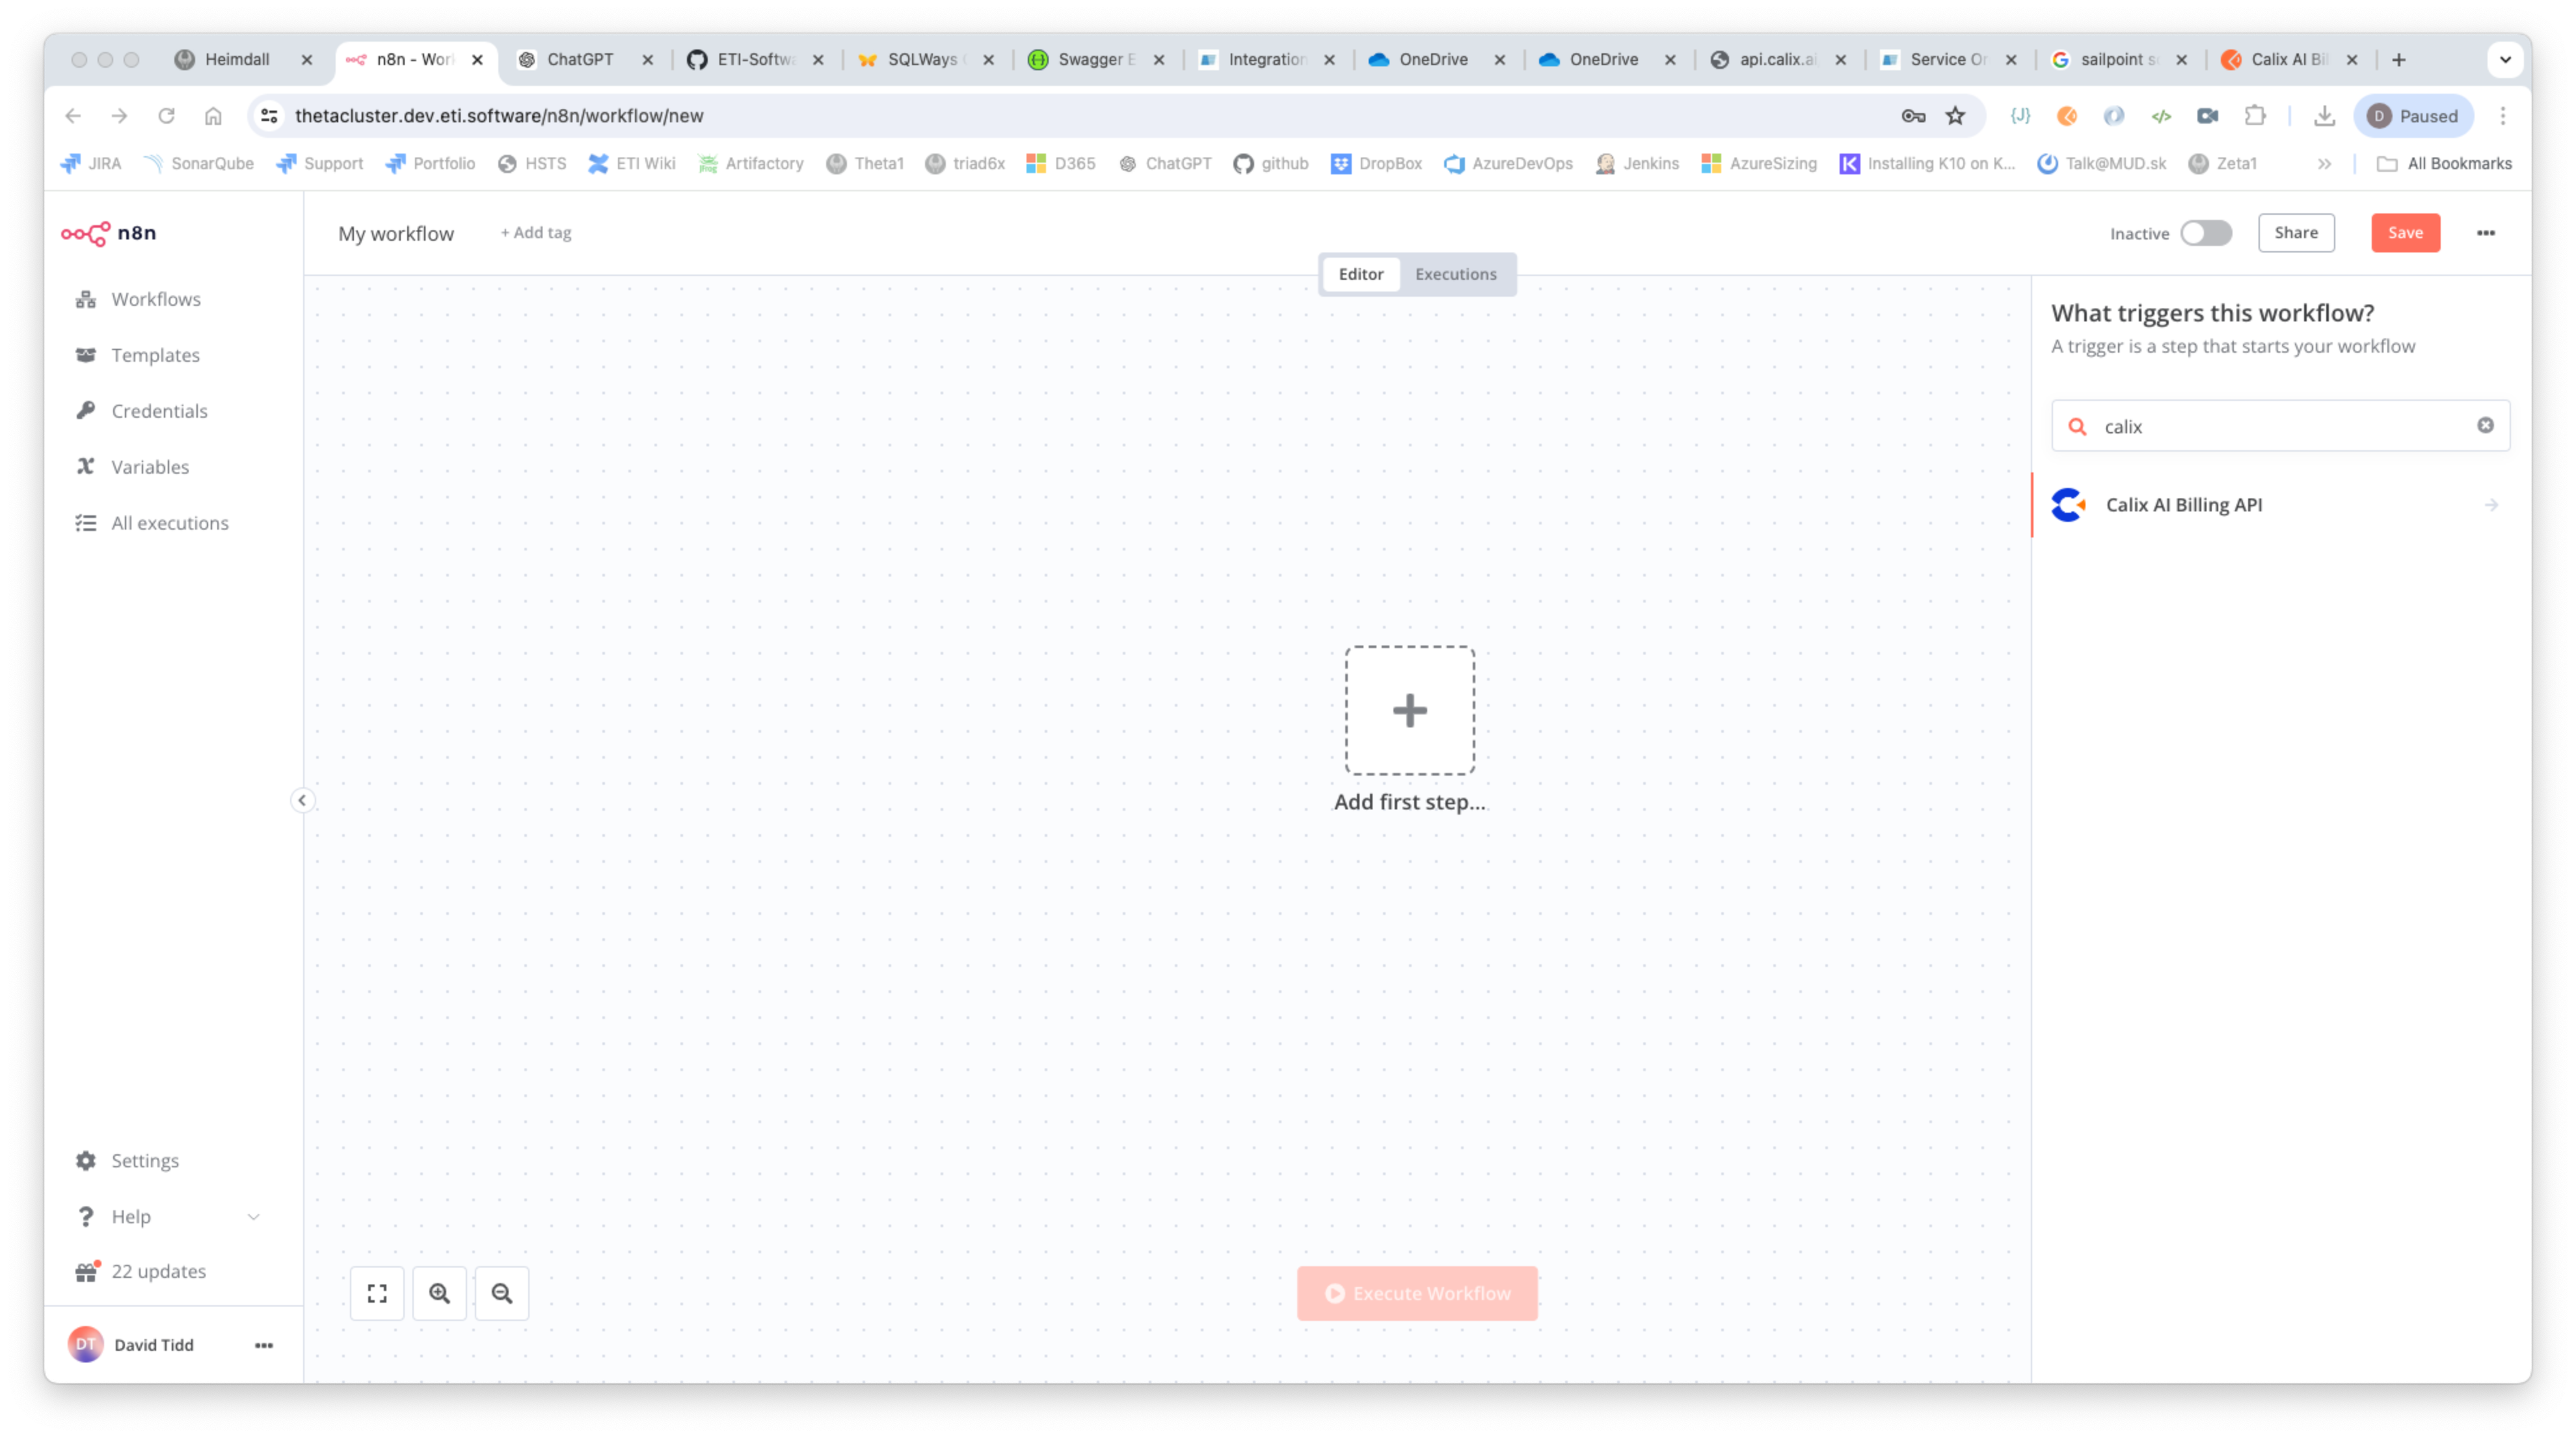 Heimdall
n8n - Wor
ChatGPT
ETI-Softw
SQLWays
Swagger E
Integration
OneDrive
OneDrive
api.calix.ai
Service Or
sailpoint s
Calix AI Bil
thetacluster.dev.eti.software/n8n/workflow/new
{J}
</>
D
Paused
JIRA
SonarQube
Support
Portfolio
HSTS
ETI Wiki
Artifactory
Theta1
triad6x
D365
ChatGPT
github
DropBox
AzureDevOps
Jenkins
AzureSizing
Installing K10 on K...
Talk@MUD.sk
Zeta1
All Bookmarks
n8n
My workflow
+ Add tag
Inactive
Share
Save
Editor
Executions
Workflows
Templates
Credentials
Variables
All executions
What triggers this workflow?
A trigger is a step that starts your workflow
calix
Calix AI Billing API
Add first step...
Settings
Help
22 updates
Execute Workflow
DT
David Tidd